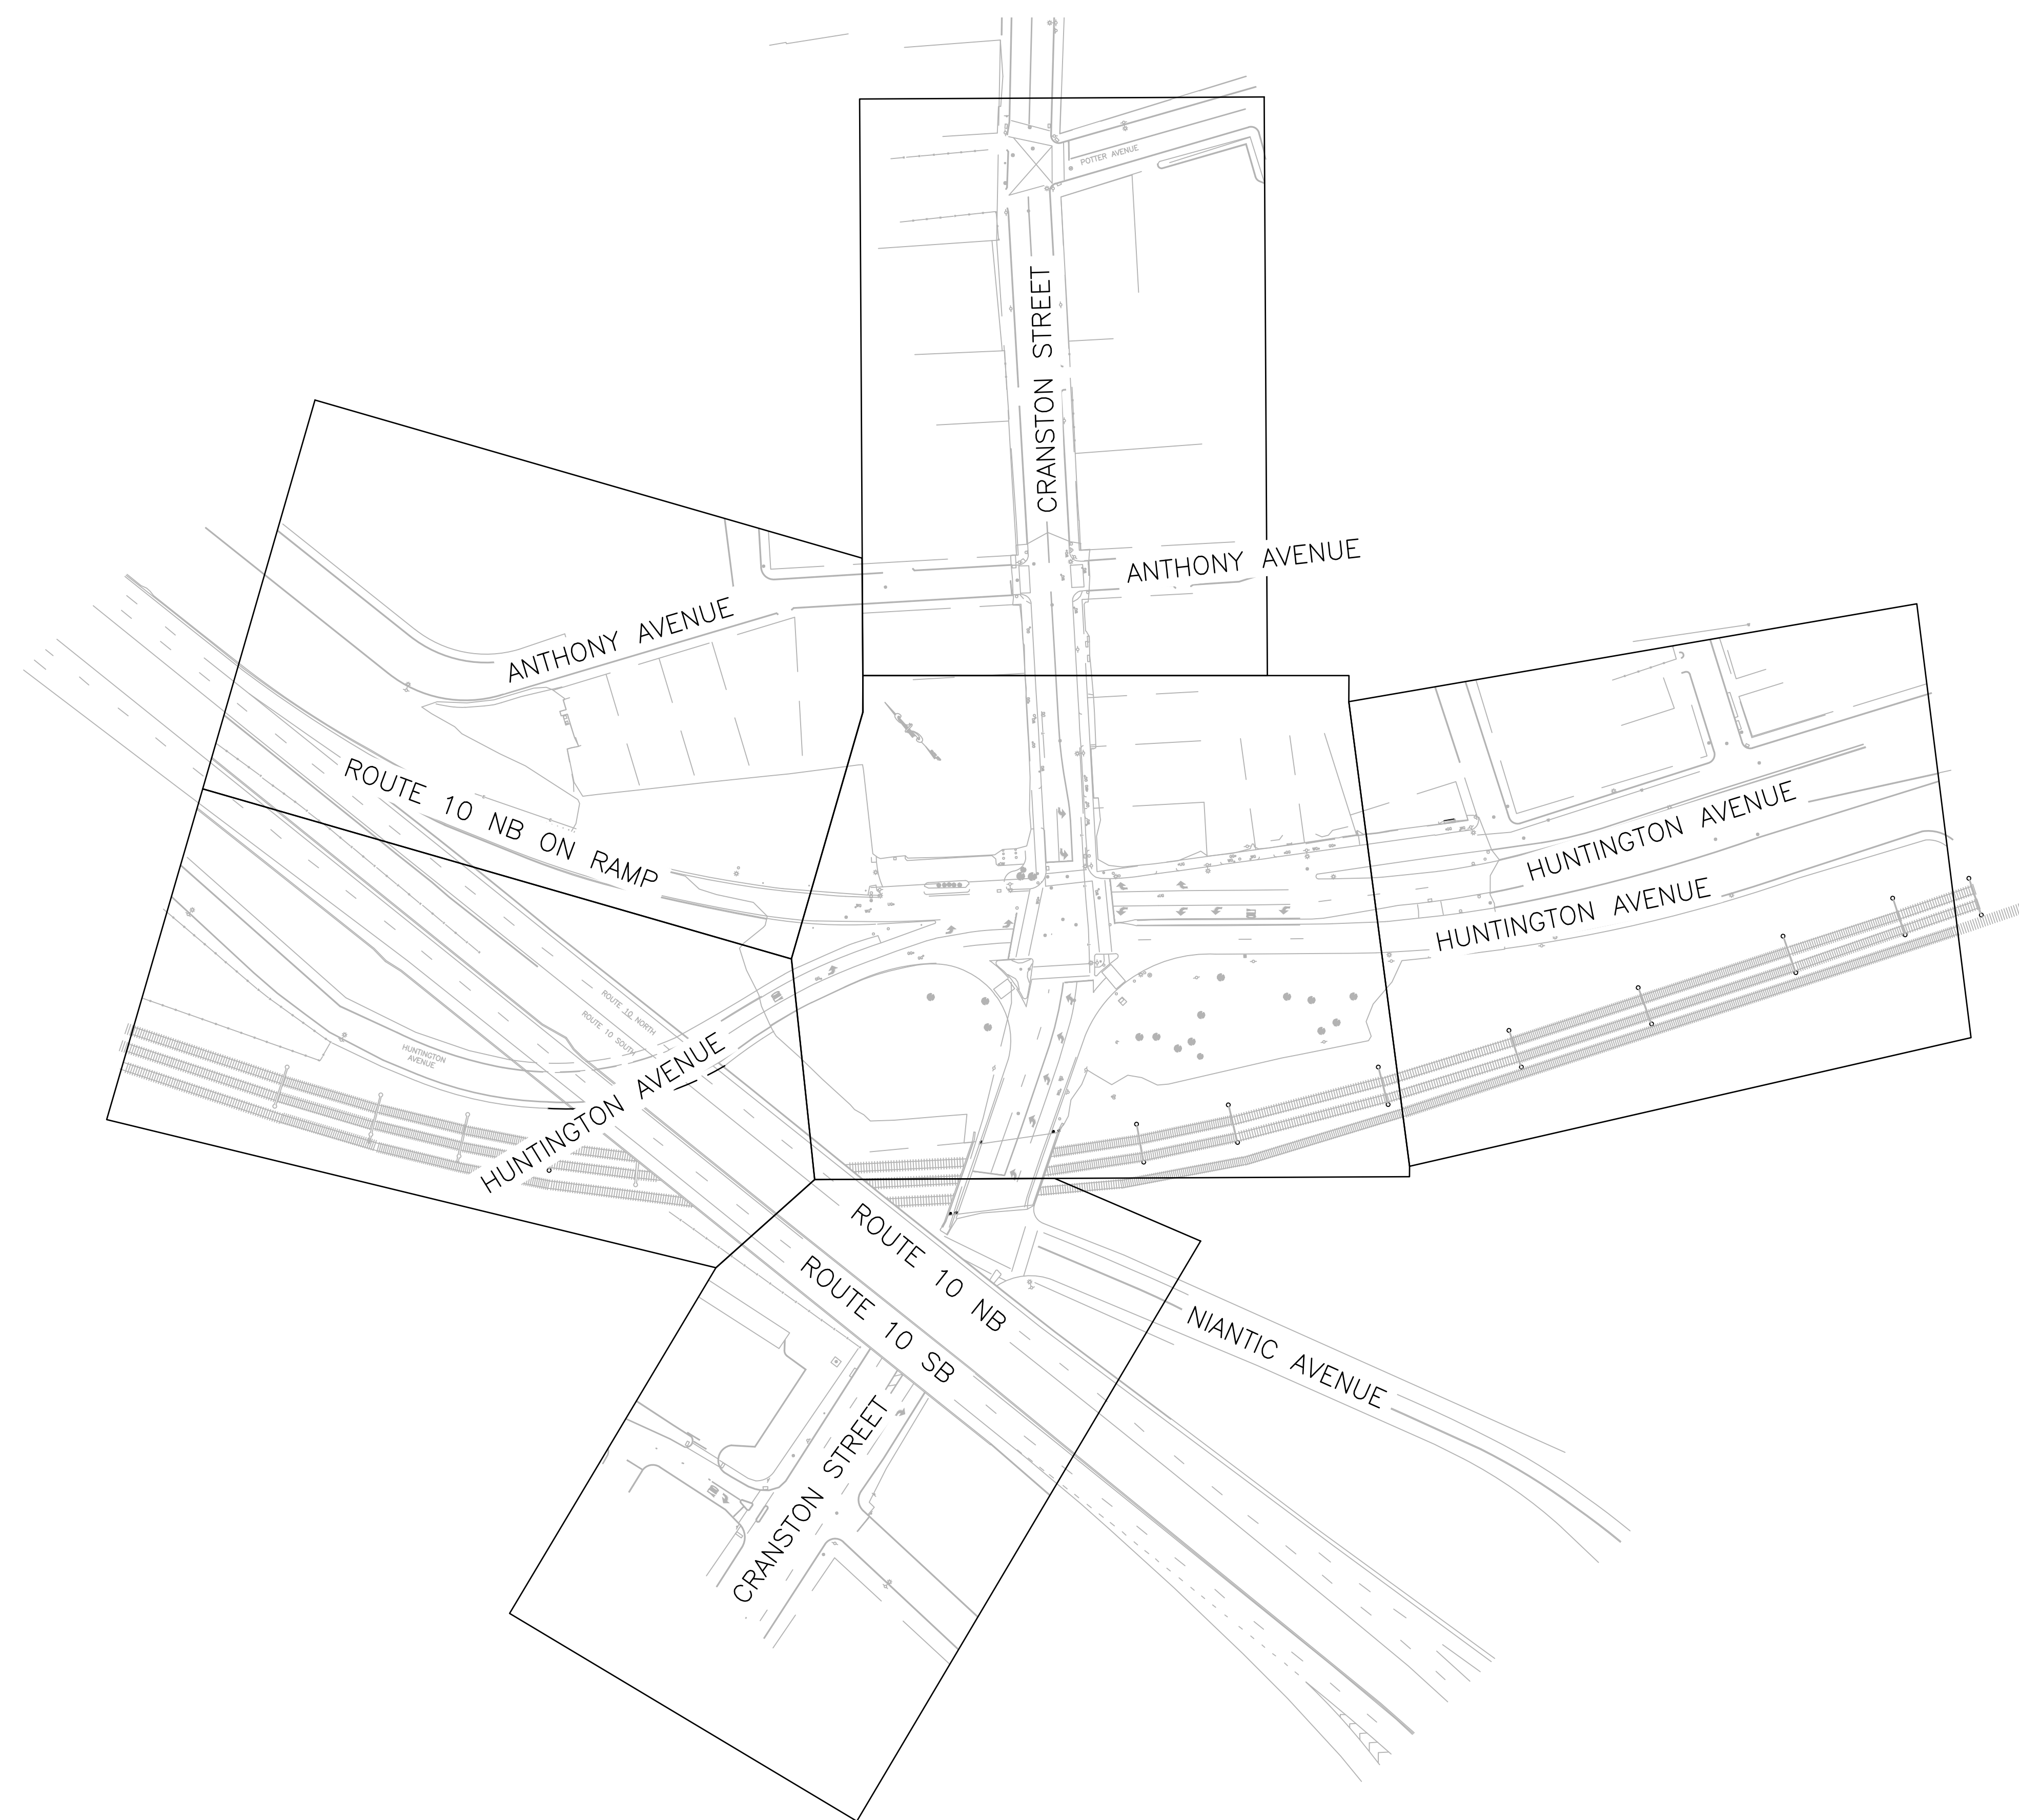 POTTER AVENUE
CRANSTON STREET
ANTHONY AVENUE
ANTHONY AVENUE
ROUTE 10 NB ON RAMP
HUNTINGTON AVENUE
HUNTINGTON AVENUE
ROUTE 10 NORTH
ROUTE 10 SOUTH
HUNTINGTON
AVENUE
HUNTINGTON AVENUE
ROUTE 10 NB
ROUTE 10 SB
NIANTIC AVENUE
CRANSTON STREET